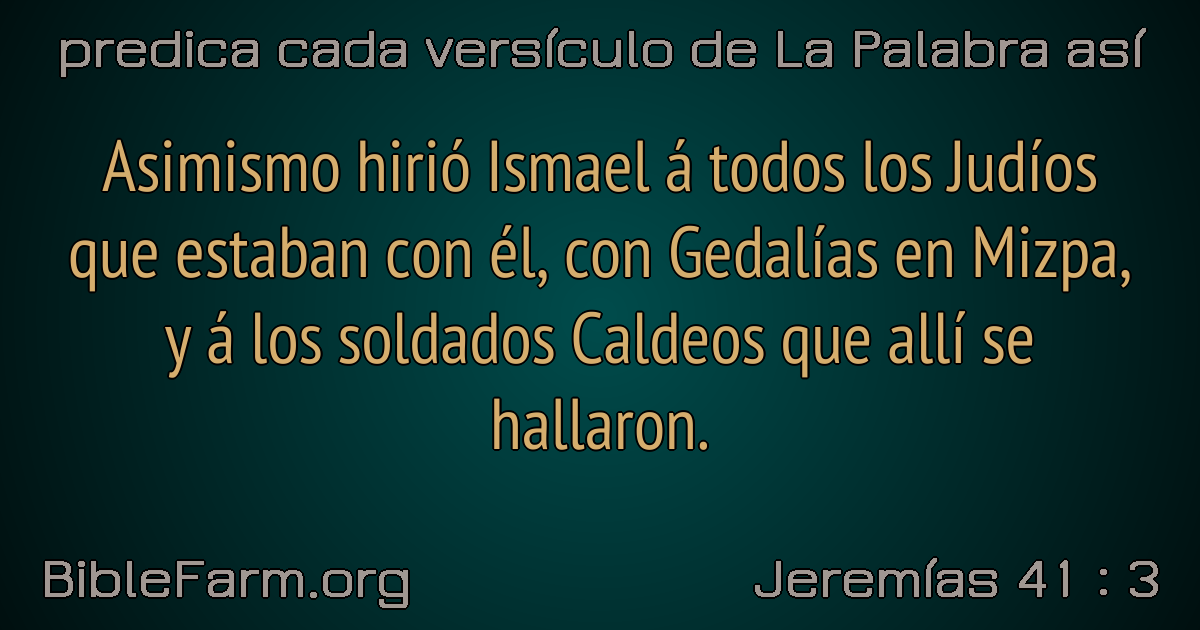 predica cada versículo de La Palabra así
Asimismo hirió Ismael á todos los Judíos
que estaban con él, con Gedalías en Mizpa,
y á los soldados Caldeos que allí se
hallaron.
BibleFarm.org
Jeremías 41 : 3